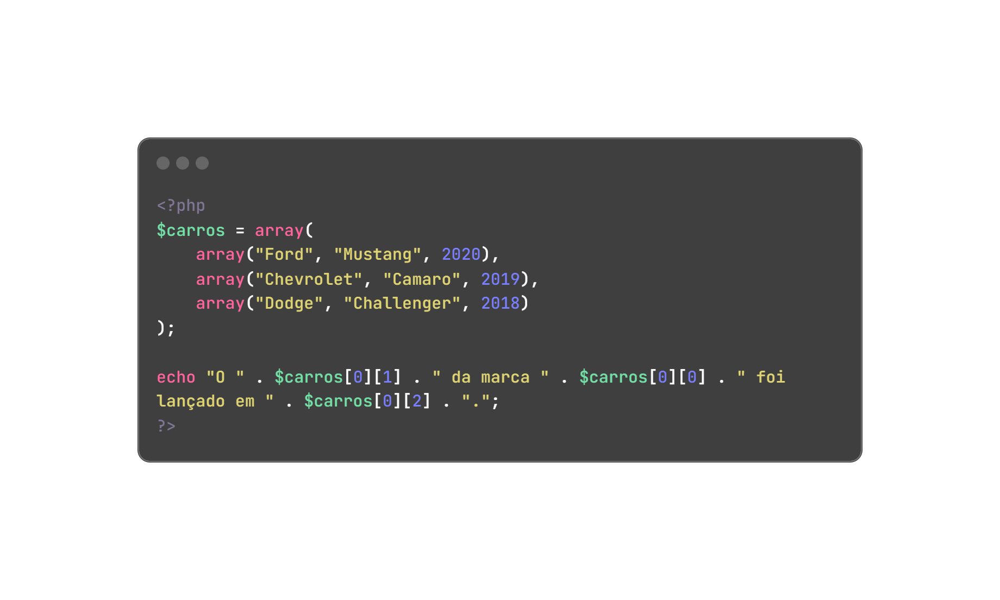 <?php
$carros = array(
    array("Ford", "Mustang", 2020),
    array("Chevrolet", "Camaro", 2019),
    array("Dodge", "Challenger", 2018)
);
echo "O " . $carros[0][1] . " da marca " . $carros[0][0] . " foi
lançado em " . $carros[0][2] . ".";
?>